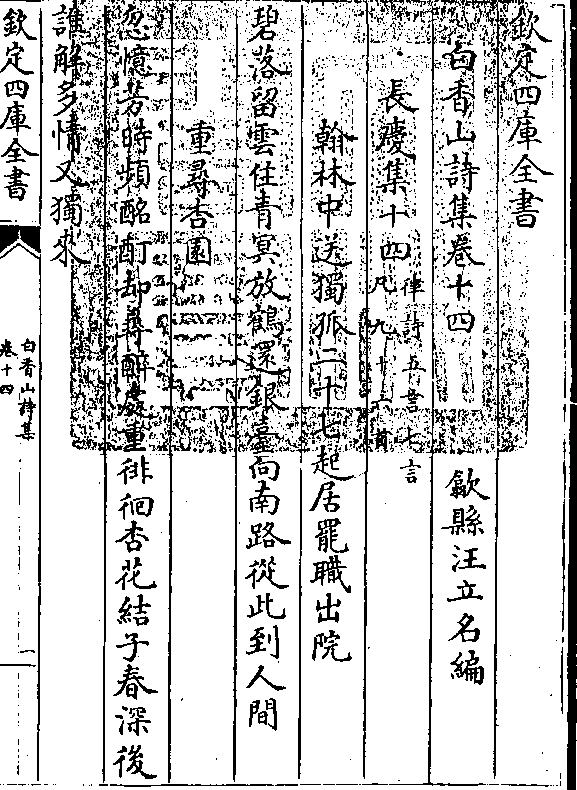 欽定四庫全書
白香山詩集卷十四
歙縣汪立名編
長慶集十四律詩五言七言凡九十六首
翰林中送獨孤二十七起居罷職出院
碧落留雲住青冥放鶴還銀臺向南路從此到人間
重尋杏園
忽憶芳時頻酩酊却尋醉處重徘徊杏花結子春深後
誰解多情又獨來
欽定四庫全書
白香山詩集
卷十四
一